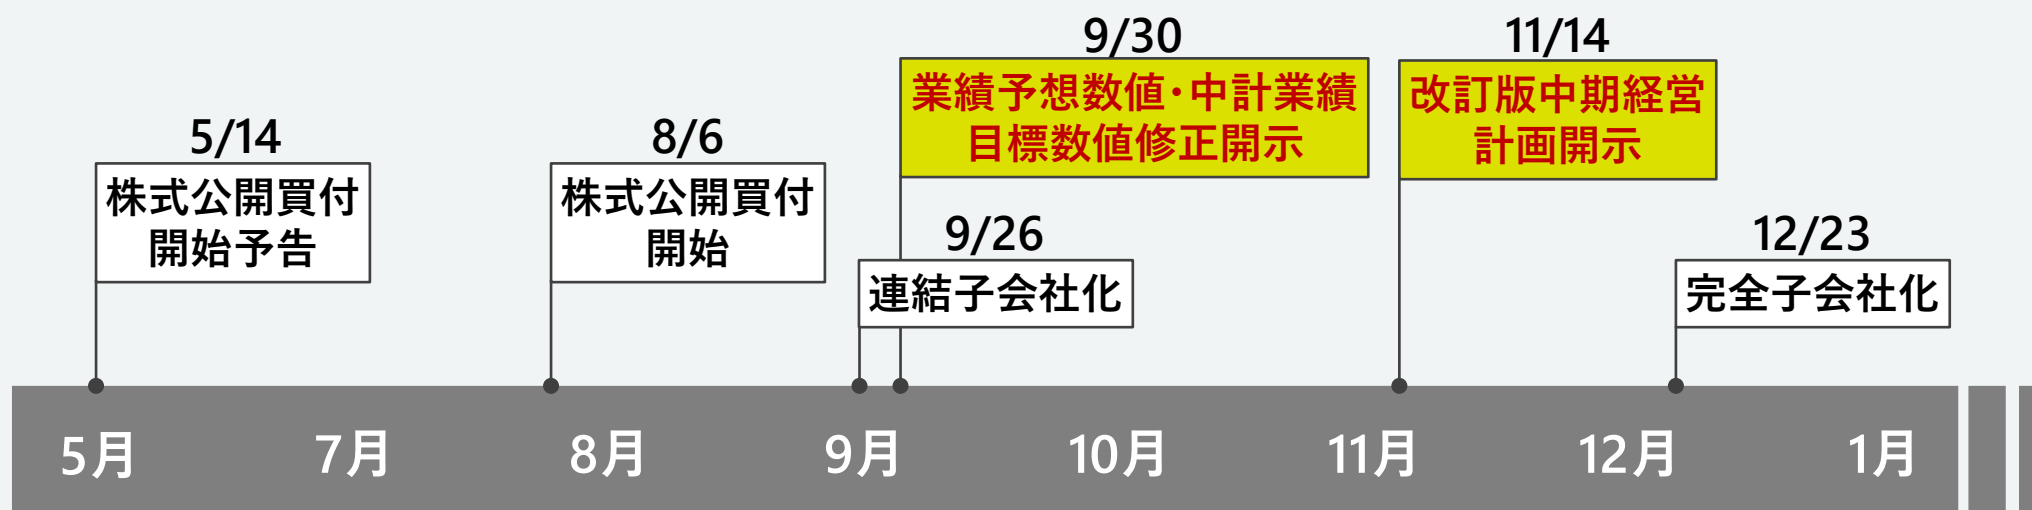 5/14
株式公開買付
開始予告
8/6
株式公開買付
開始
9/26
連結子会社化
9/30
業績予想数値・中計業績
目標数値修正開示
11/14
改訂版中期経営
計画開示
12/23
完全子会社化
5月 7月 8月 9月 10月 11月 12月 1月